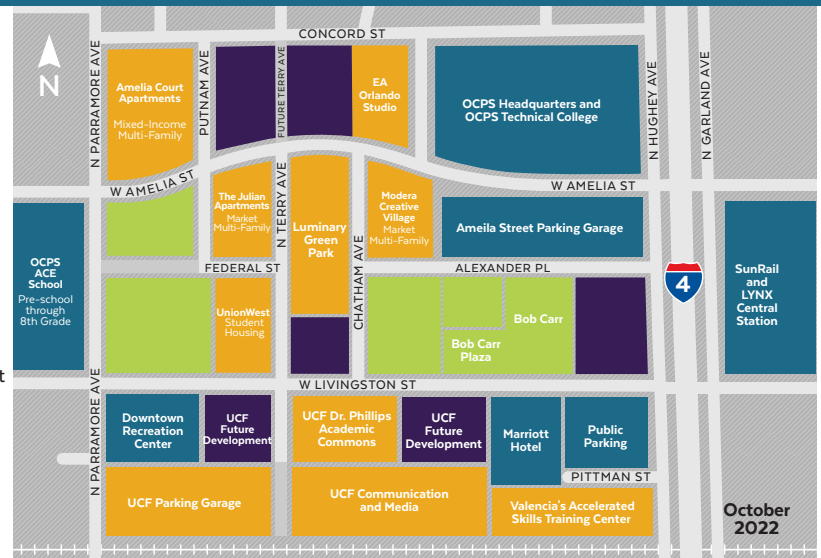 CONCORD ST
N
N PARRAMORE AVE
Amelia Court
Apartments
Mixed-Income
Multi-Family
PUTNAM AVE
FUTURE TERRY AVE
EA
Orlando
Studio
OCPS Headquarters and
OCPS Technical College
N HUGHEY AVE
N GARLAND AVE
W AMELIA ST
W AMELIA ST
The Julian
Apartments
Market
Multi-Family
N TERRY AVE
Luminary
Green
Park
CHATHAM AVE
Modera
Creative
Village
Market
Multi-Family
Ameila Street Parking Garage
OCPS
ACE
School
Pre-school
through
8th Grade
FEDERAL ST
ALEXANDER PL
4
SunRail
and
LYNX
Central
Station
UnionWest
Student
Housing
Bob Carr
Bob Carr
Plaza
t
W LIVINGSTON ST
N PARRAMORE AVE
Downtown
Recreation
Center
UCF
Future
Development
UCF Dr. Phillips
Academic
Commons
UCF
Future
Development
Marriott
Hotel
Public
Parking
PITTMAN ST
UCF Parking Garage
UCF Communication
and Media
Valencia's Accelerated
Skills Training Center
October
2022